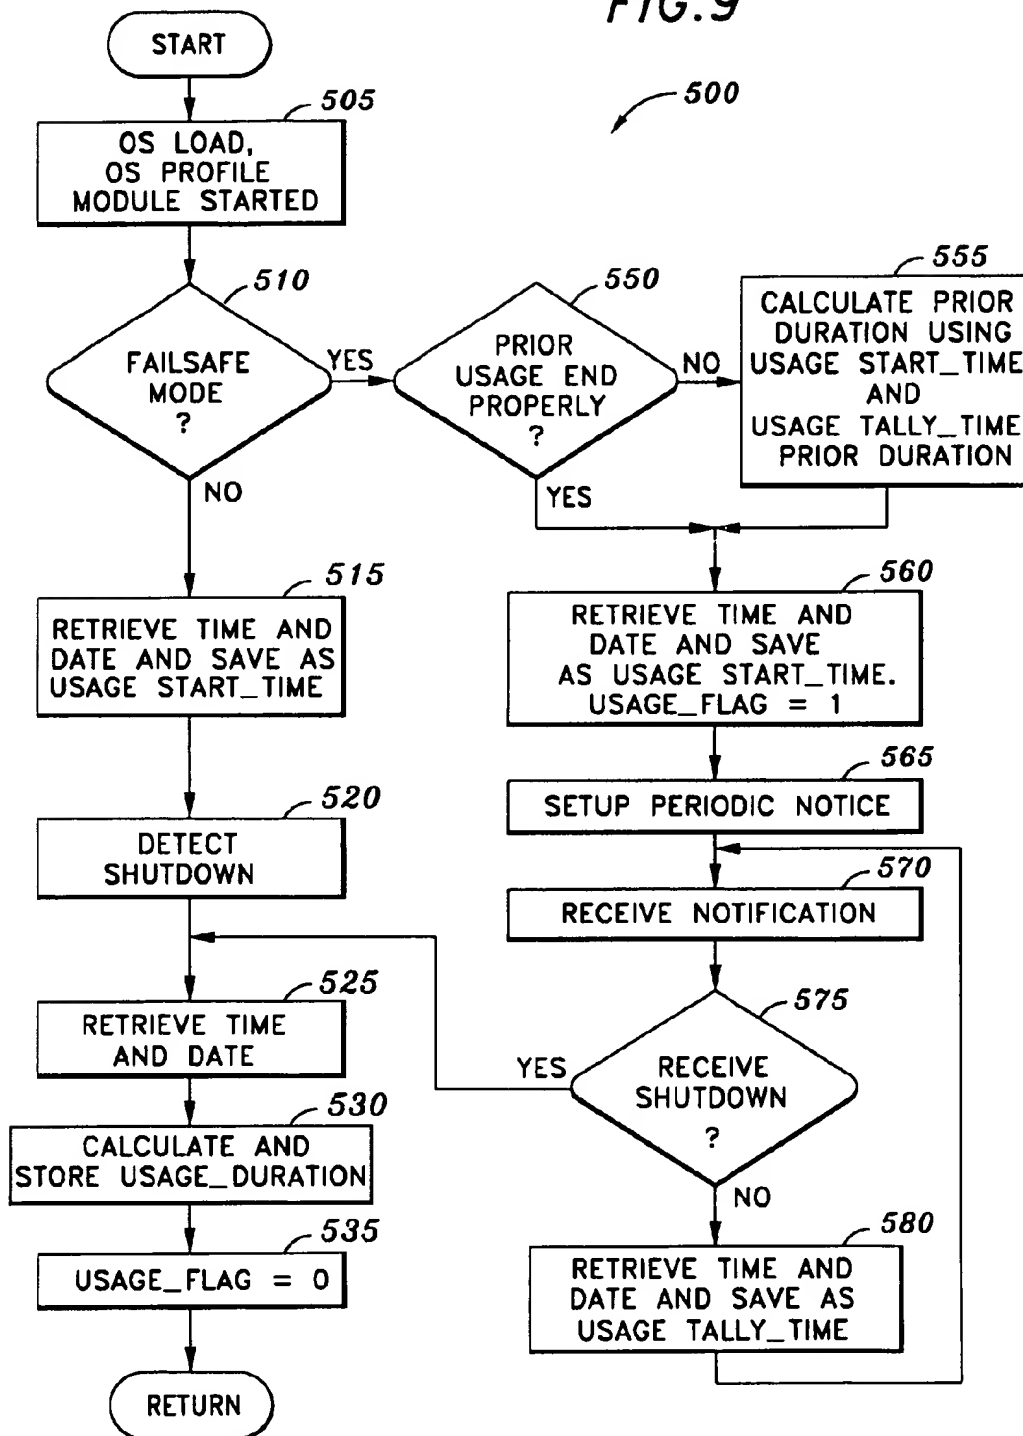 FIG.9
START
500
505
OS LOAD,
OS PROFILE
MODULE STARTED
510
FAILSAFE
MODE
?
YES
NO
550
PRIOR
USAGE END
PROPERLY
?
NO
YES
555
CALCULATE PRIOR
DURATION USING
USAGE START_TIME
AND
USAGE TALLY_TIME
PRIOR DURATION
515
RETRIEVE TIME AND
DATE AND SAVE AS
USAGE START_TIME
560
RETRIEVE TIME AND
DATE AND SAVE
AS USAGE START_TIME.
USAGE_FLAG = 1
565
SETUP PERIODIC NOTICE
520
DETECT
SHUTDOWN
570
RECEIVE NOTIFICATION
525
RETRIEVE TIME
AND DATE
575
RECEIVE
SHUTDOWN
?
YES
NO
530
CALCULATE AND
STORE USAGE_DURATION
535
USAGE_FLAG = 0
580
RETRIEVE TIME AND
DATE AND SAVE AS
USAGE TALLY_TIME
RETURN